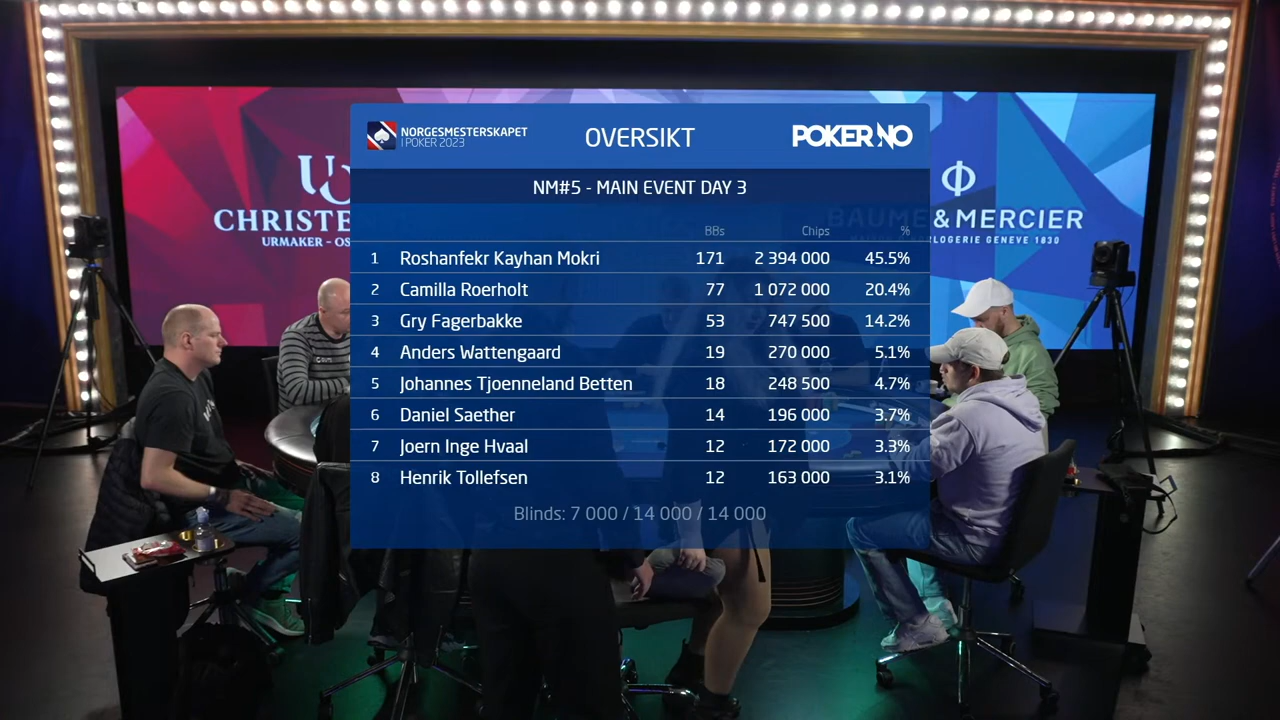 NORGESMESTERSKAPET
I POKER 2023
OVERSIKT
POKER NO
NM#5 - MAIN EVENT DAY 3
BBs Chips %
1 Roshanfekr Kayhan Mokri 171 2 394 000 45.5%
2 Camilla Roerholt 77 1 072 000 20.4%
3 Gry Fagerbakke 53 747 500 14.2%
4 Anders Wattengaard 19 270 000 5.1%
5 Johannes Tjoenneland Betten 18 248 500 4.7%
6 Daniel Saether 14 196 000 3.7%
7 Joern Inge Hvaal 12 172 000 3.3%
8 Henrik Tollefsen 12 163 000 3.1%
Blinds: 7 000 / 14 000 / 14 000
CHRISTE
URMAKER - OS
BAUME & MERCIER
GENEVE 1830